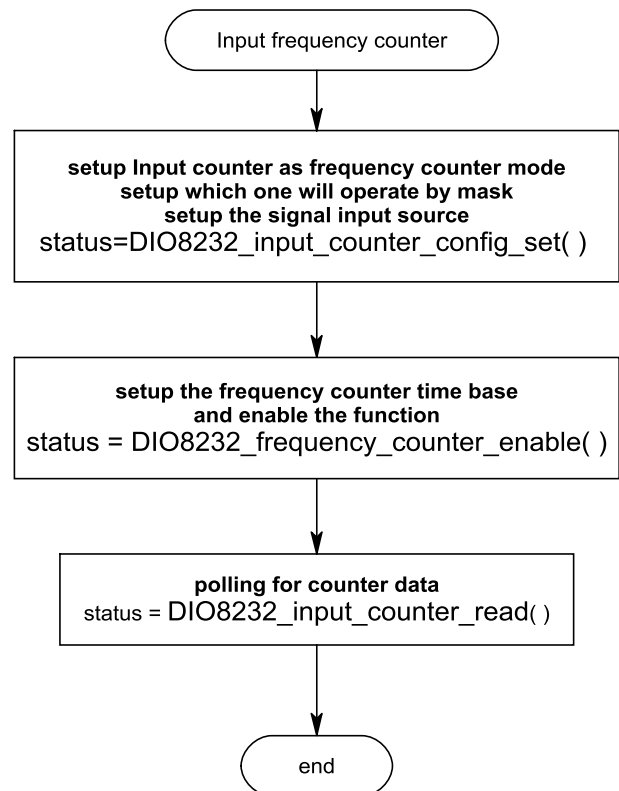 Input frequency counter
setup Input counter as frequency counter mode
setup which one will operate by mask
setup the signal input source
status=DIO8232_input_counter_config_set( )
setup the frequency counter time base
and enable the function
status = DIO8232_frequency_counter_enable( )
polling for counter data
status = DIO8232_input_counter_read( )
end